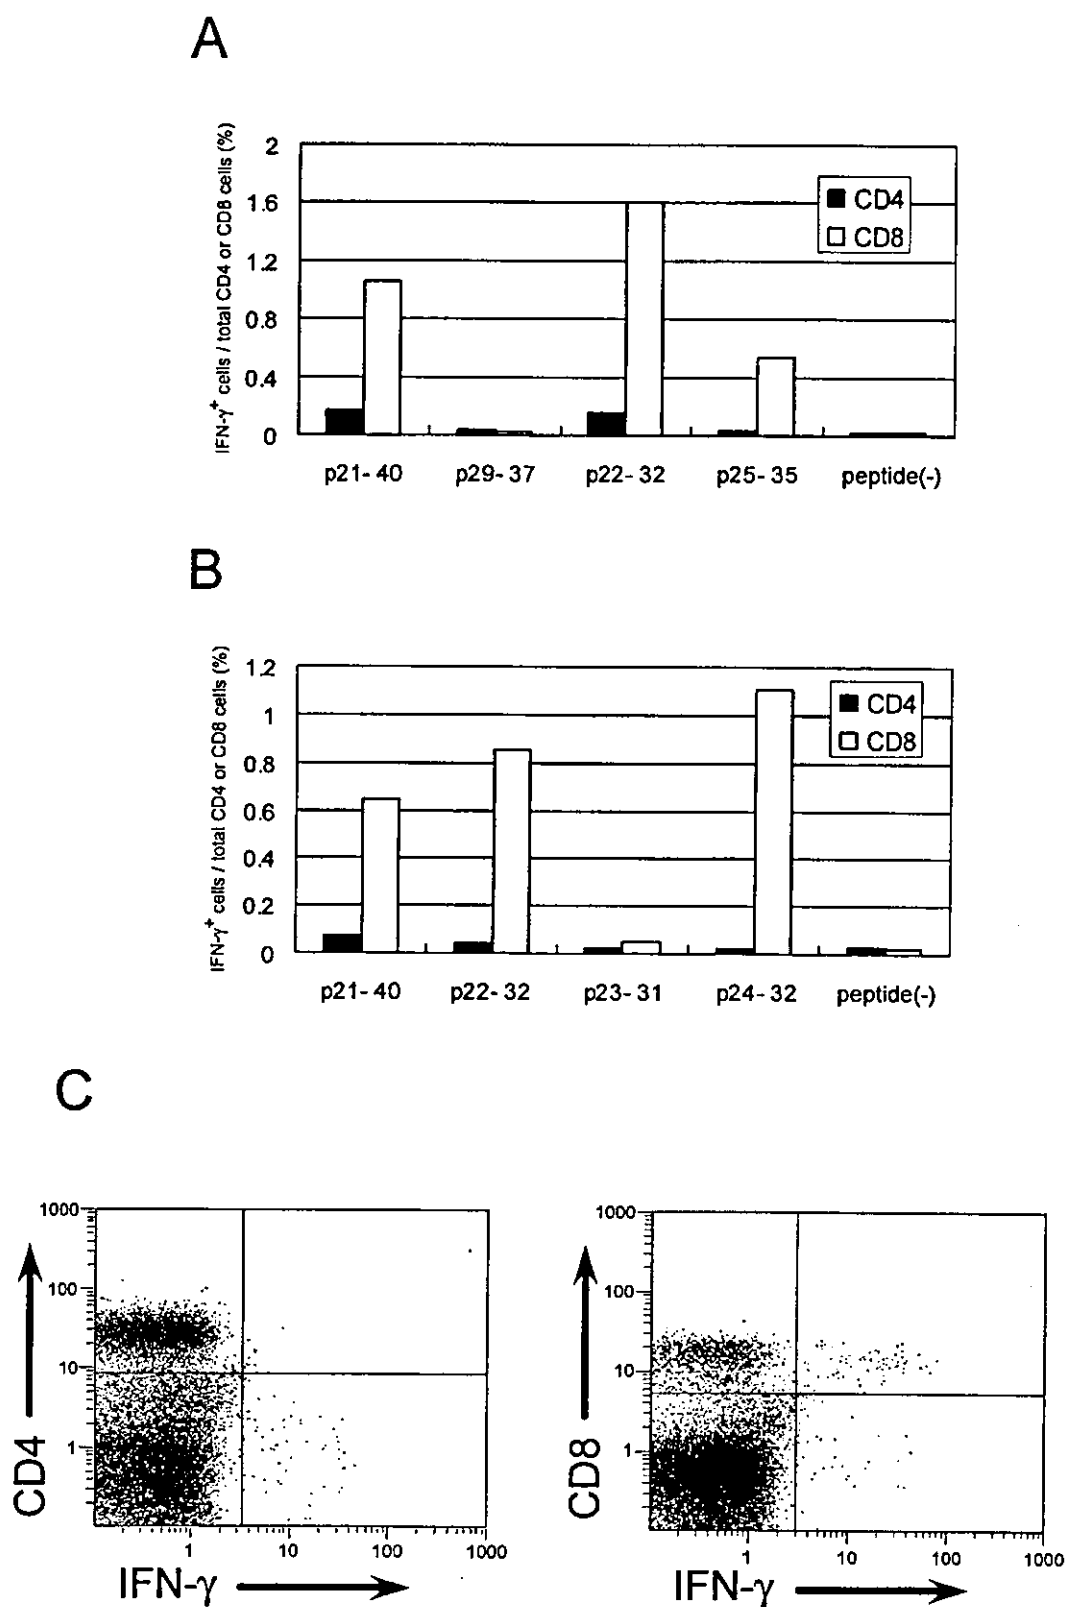 A
IFN-γ+ cells / total CD4 or CD8 cells (%)
2
1.6
1.2
0.8
0.4
0
CD4
CD8
p21- 40
p29- 37
p22- 32
p25- 35
peptide(-)
B
IFN-γ+ cells / total CD4 or CD8 cells (%)
1.2
1
0.8
0.6
0.4
0.2
0
CD4
CD8
p21- 40
p22- 32
p23- 31
p24- 32
peptide(-)
C
CD4
1000
100
10
1
1
10
100
1000
IFN-γ
CD8
1000
100
10
1
1
10
100
1000
IFN-γ